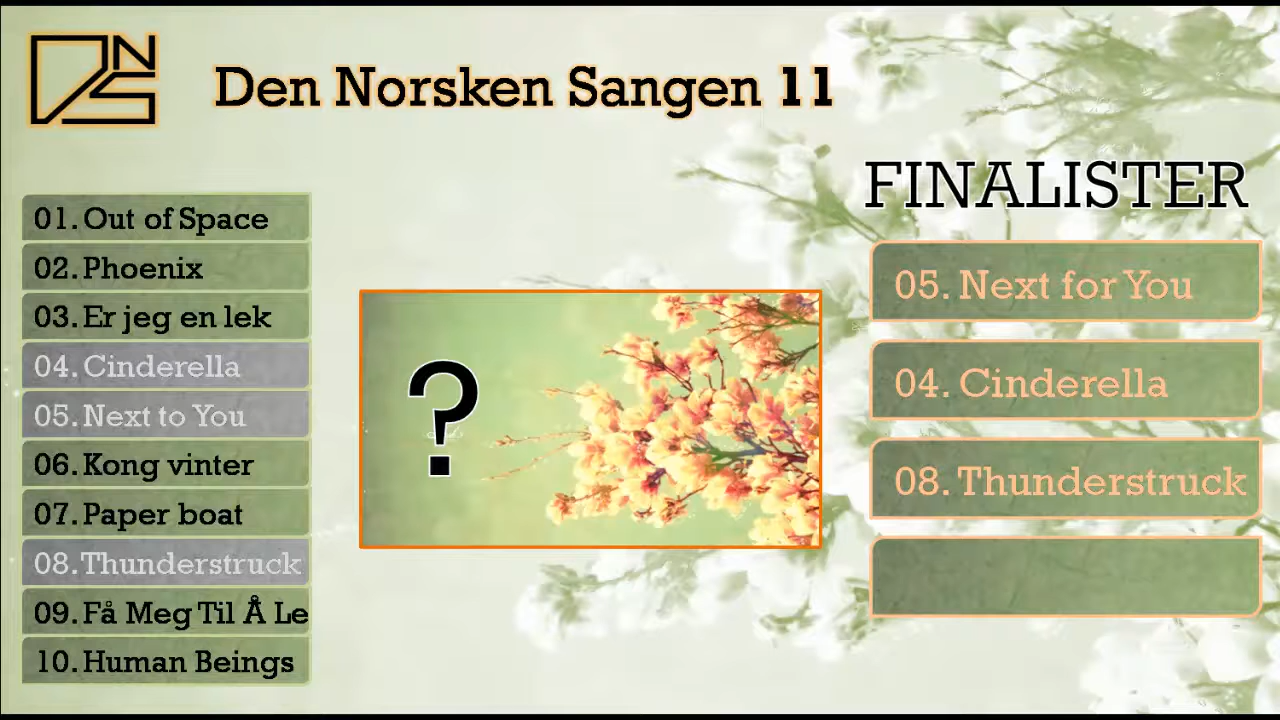 DNS
Den Norsken Sangen 11
FINALISTER
01. Out of Space
02. Phoenix
03. Er jeg en lek
04. Cinderella
05. Next to You
06. Kong vinter
07. Paper boat
08. Thunderstruck
09. Få Meg Til Å Le
10. Human Beings
?
05. Next for You
04. Cinderella
08. Thunderstruck